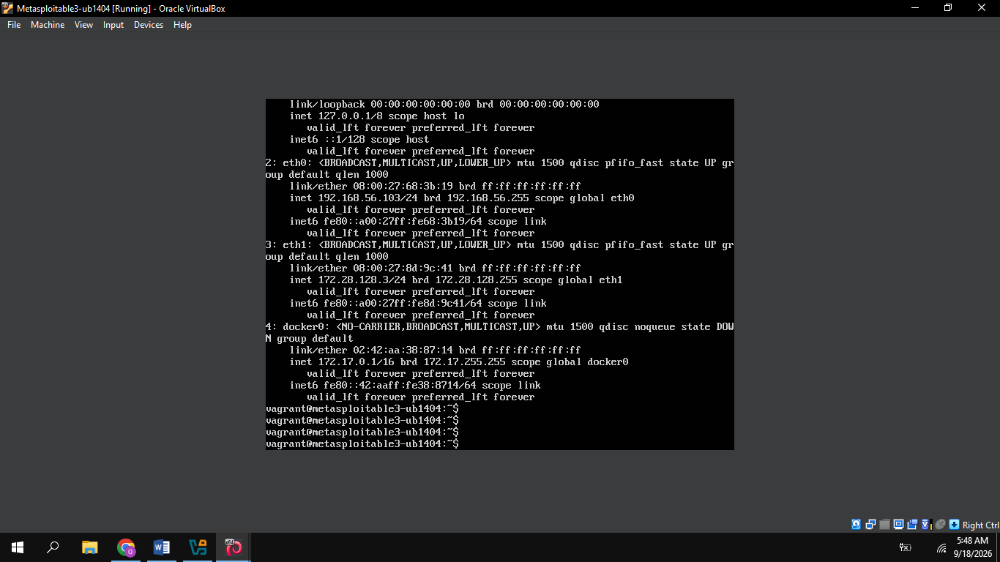 Metasploitable3-ub1404 [Running] - Oracle VirtualBox
File Machine View Input Devices Help
link/loopback 00:00:00:00:00:00 brd 00:00:00:00:00:00
inet 127.0.0.1/8 scope host lo
valid_lft forever preferred_lft forever
inet6 ::1/128 scope host
valid_lft forever preferred_lft forever
2: eth0: <BROADCAST,MULTICAST,UP,LOWER_UP> mtu 1500 qdisc pfifo_fast state UP gr
oup default qlen 1000
link/ether 08:00:27:68:3b:19 brd ff:ff:ff:ff:ff:ff
inet 192.168.56.103/24 brd 192.168.56.255 scope global eth0
valid_lft forever preferred_lft forever
inet6 fe80::a00:27ff:fe68:3b19/64 scope link
valid_lft forever preferred_lft forever
3: eth1: <BROADCAST,MULTICAST,UP,LOWER_UP> mtu 1500 qdisc pfifo_fast state UP gr
oup default qlen 1000
link/ether 08:00:27:8d:9c:41 brd ff:ff:ff:ff:ff:ff
inet 172.28.128.3/24 brd 172.28.128.255 scope global eth1
valid_lft forever preferred_lft forever
inet6 fe80::a00:27ff:fe8d:9c41/64 scope link
valid_lft forever preferred_lft forever
4: docker0: <NO-CARRIER,BROADCAST,MULTICAST,UP> mtu 1500 qdisc noqueue state DOW
N group default
link/ether 02:42:aa:38:87:14 brd ff:ff:ff:ff:ff:ff
inet 172.17.0.1/16 brd 172.17.255.255 scope global docker0
valid_lft forever preferred_lft forever
inet6 fe80::42:aaff:fe38:8714/64 scope link
valid_lft forever preferred_lft forever
vagrant@metasploitable3-ub1404:~$
vagrant@metasploitable3-ub1404:~$
vagrant@metasploitable3-ub1404:~$
vagrant@metasploitable3-ub1404:~$
Right Ctrl
5:48 AM
9/18/2026